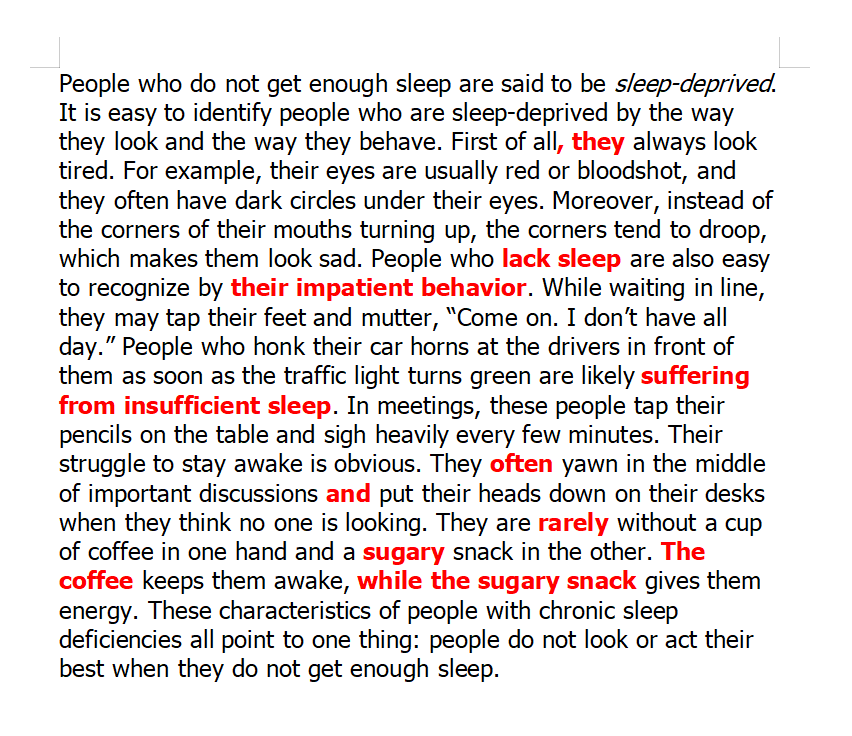 People who do not get enough sleep are said to be sleep-deprived.
It is easy to identify people who are sleep-deprived by the way
they look and the way they behave. First of all, they always look
tired. For example, their eyes are usually red or bloodshot, and
they often have dark circles under their eyes. Moreover, instead of
the corners of their mouths turning up, the corners tend to droop,
which makes them look sad. People who lack sleep are also easy
to recognize by their impatient behavior. While waiting in line,
they may tap their feet and mutter, “Come on. I don’t have all
day.” People who honk their car horns at the drivers in front of
them as soon as the traffic light turns green are likely suffering
from insufficient sleep. In meetings, these people tap their
pencils on the table and sigh heavily every few minutes. Their
struggle to stay awake is obvious. They often yawn in the middle
of important discussions and put their heads down on their desks
when they think no one is looking. They are rarely without a cup
of coffee in one hand and a sugary snack in the other. The
coffee keeps them awake, while the sugary snack gives them
energy. These characteristics of people with chronic sleep
deficiencies all point to one thing: people do not look or act their
best when they do not get enough sleep.